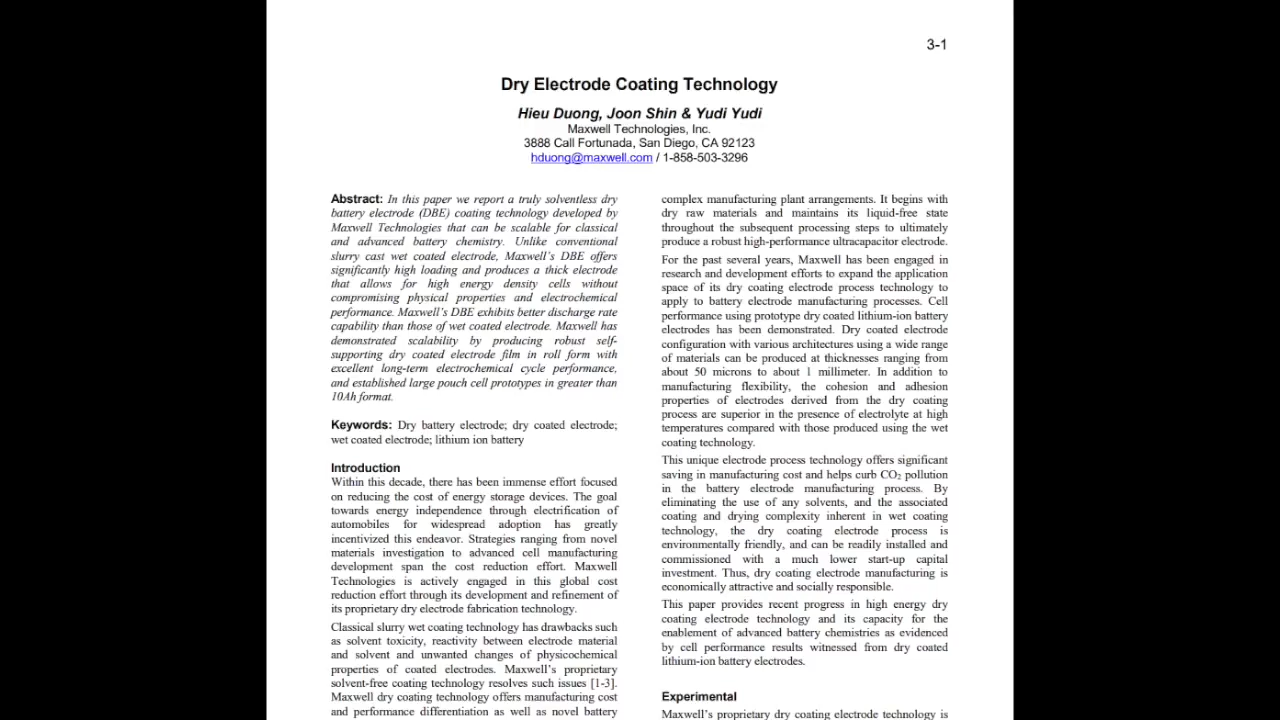 3-1
Dry Electrode Coating Technology
Hieu Duong, Joon Shin & Yudi Yudi
Maxwell Technologies, Inc.
3888 Call Fortunada, San Diego, CA 92123
hduong@maxwell.com / 1-858-503-3296
Abstract: In this paper we report a truly solventless dry
battery electrode (DBE) coating technology developed by
Maxwell Technologies that can be scalable for classical
and advanced battery chemistry. Unlike conventional
slurry cast wet coated electrode, Maxwell's DBE offers
significantly high loading and produces a thick electrode
that allows for high energy density cells without
compromising physical properties and electrochemical
performance. Maxwell's DBE exhibits better discharge rate
capability than those of wet coated electrode. Maxwell has
demonstrated scalability by producing robust self-
supporting dry coated electrode film in roll form with
excellent long-term electrochemical cycle performance,
and established large pouch cell prototypes in greater than
10Ah format.
Keywords: Dry battery electrode; dry coated electrode;
wet coated electrode; lithium ion battery
Introduction
Within this decade, there has been immense effort focused
on reducing the cost of energy storage devices. The goal
towards energy independence through electrification of
automobiles for widespread adoption has greatly
incentivized this endeavor. Strategies ranging from novel
materials investigation to advanced cell manufacturing
development span the cost reduction effort. Maxwell
Technologies is actively engaged in this global cost
reduction effort through its development and refinement of
its proprietary dry electrode fabrication technology.
Classical slurry wet coating technology has drawbacks such
as solvent toxicity, reactivity between electrode material
and solvent and unwanted changes of physicochemical
properties of coated electrodes. Maxwell's proprietary
solvent-free coating technology resolves such issues [1-3].
Maxwell dry coating technology offers manufacturing cost
and performance differentiation as well as novel battery
complex manufacturing plant arrangements. It begins with
dry raw materials and maintains its liquid-free state
throughout the subsequent processing steps to ultimately
produce a robust high-performance ultracapacitor electrode.
For the past several years, Maxwell has been engaged in
research and development efforts to expand the application
space of its dry coating electrode process technology to
apply to battery electrode manufacturing processes. Cell
performance using prototype dry coated lithium-ion battery
electrodes has been demonstrated. Dry coated electrode
configuration with various architectures using a wide range
of materials can be produced at thicknesses ranging from
about 50 microns to about 1 millimeter. In addition to
manufacturing flexibility, the cohesion and adhesion
properties of electrodes derived from the dry coating
process are superior in the presence of electrolyte at high
temperatures compared with those produced using the wet
coating technology.
This unique electrode process technology offers significant
saving in manufacturing cost and helps curb CO₂ pollution
in the battery electrode manufacturing process. By
eliminating the use of any solvents, and the associated
coating and drying complexity inherent in wet coating
technology, the dry coating electrode process is
environmentally friendly, and can be readily installed and
commissioned with a much lower start-up capital
investment. Thus, dry coating electrode manufacturing is
economically attractive and socially responsible.
This paper provides recent progress in high energy dry
coating electrode technology and its capacity for the
enablement of advanced battery chemistries as evidenced
by cell performance results witnessed from dry coated
lithium-ion battery electrodes.
Experimental
Maxwell's proprietary dry coating electrode technology is